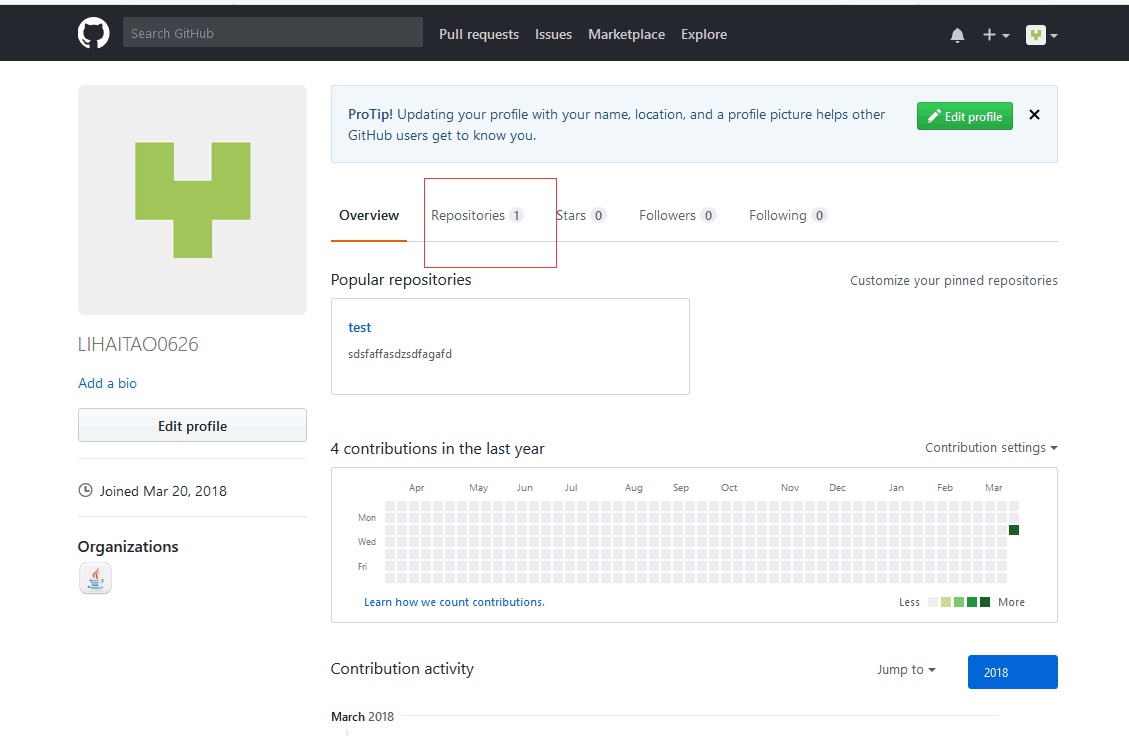 Search GitHub Pull requests Issues Marketplace Explore
ProTip! Updating your profile with your name, location, and a profile picture helps other
GitHub users get to know you.
Edit profile
Overview Repositories 1 Stars 0 Followers 0 Following 0
Popular repositories Customize your pinned repositories
test
sdsfaffasdzsdfagafd
LIHAITAO0626
Add a bio
Edit profile
Joined Mar 20, 2018
Organizations
4 contributions in the last year Contribution settings
Apr May Jun Jul Aug Sep Oct Nov Dec Jan Feb Mar
Mon
Wed
Fri
Learn how we count contributions. Less More
Contribution activity Jump to 2018
March 2018